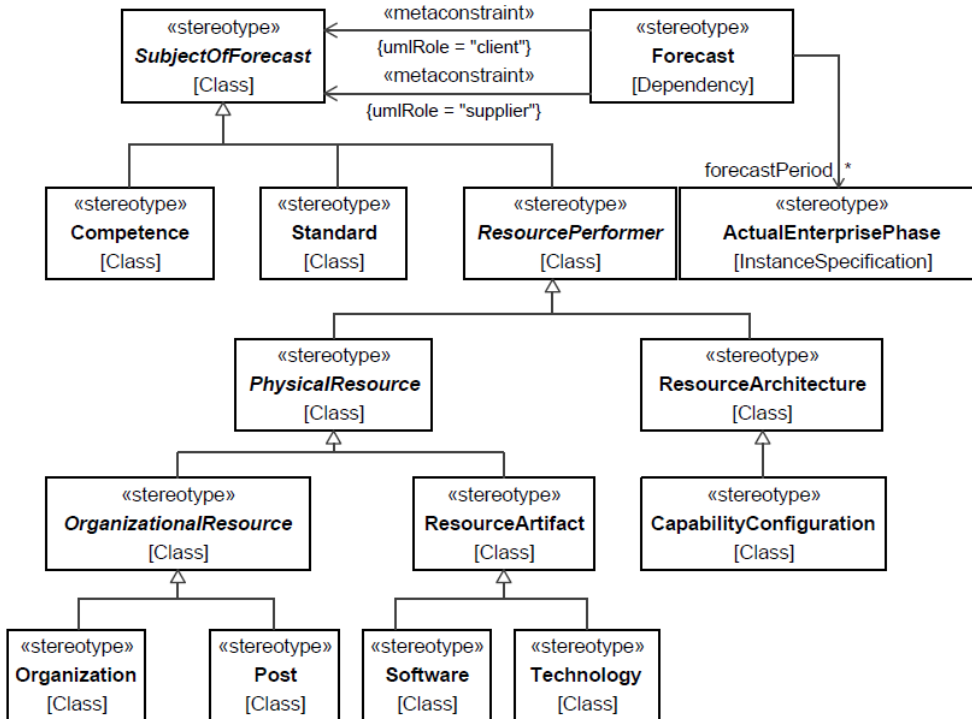 «stereotype»
SubjectOfForecast
[Class]
«metaconstraint»
{umlRole = "client"}
«metaconstraint»
{umlRole = "supplier"}
«stereotype»
Forecast
[Dependency]
forecastPeriod *
«stereotype»
Competence
[Class]
«stereotype»
Standard
[Class]
«stereotype»
ResourcePerformer
[Class]
«stereotype»
ActualEnterprisePhase
[InstanceSpecification]
«stereotype»
PhysicalResource
[Class]
«stereotype»
ResourceArchitecture
[Class]
«stereotype»
OrganizationalResource
[Class]
«stereotype»
ResourceArtifact
[Class]
«stereotype»
CapabilityConfiguration
[Class]
«stereotype»
Organization
[Class]
«stereotype»
Post
[Class]
«stereotype»
Software
[Class]
«stereotype»
Technology
[Class]